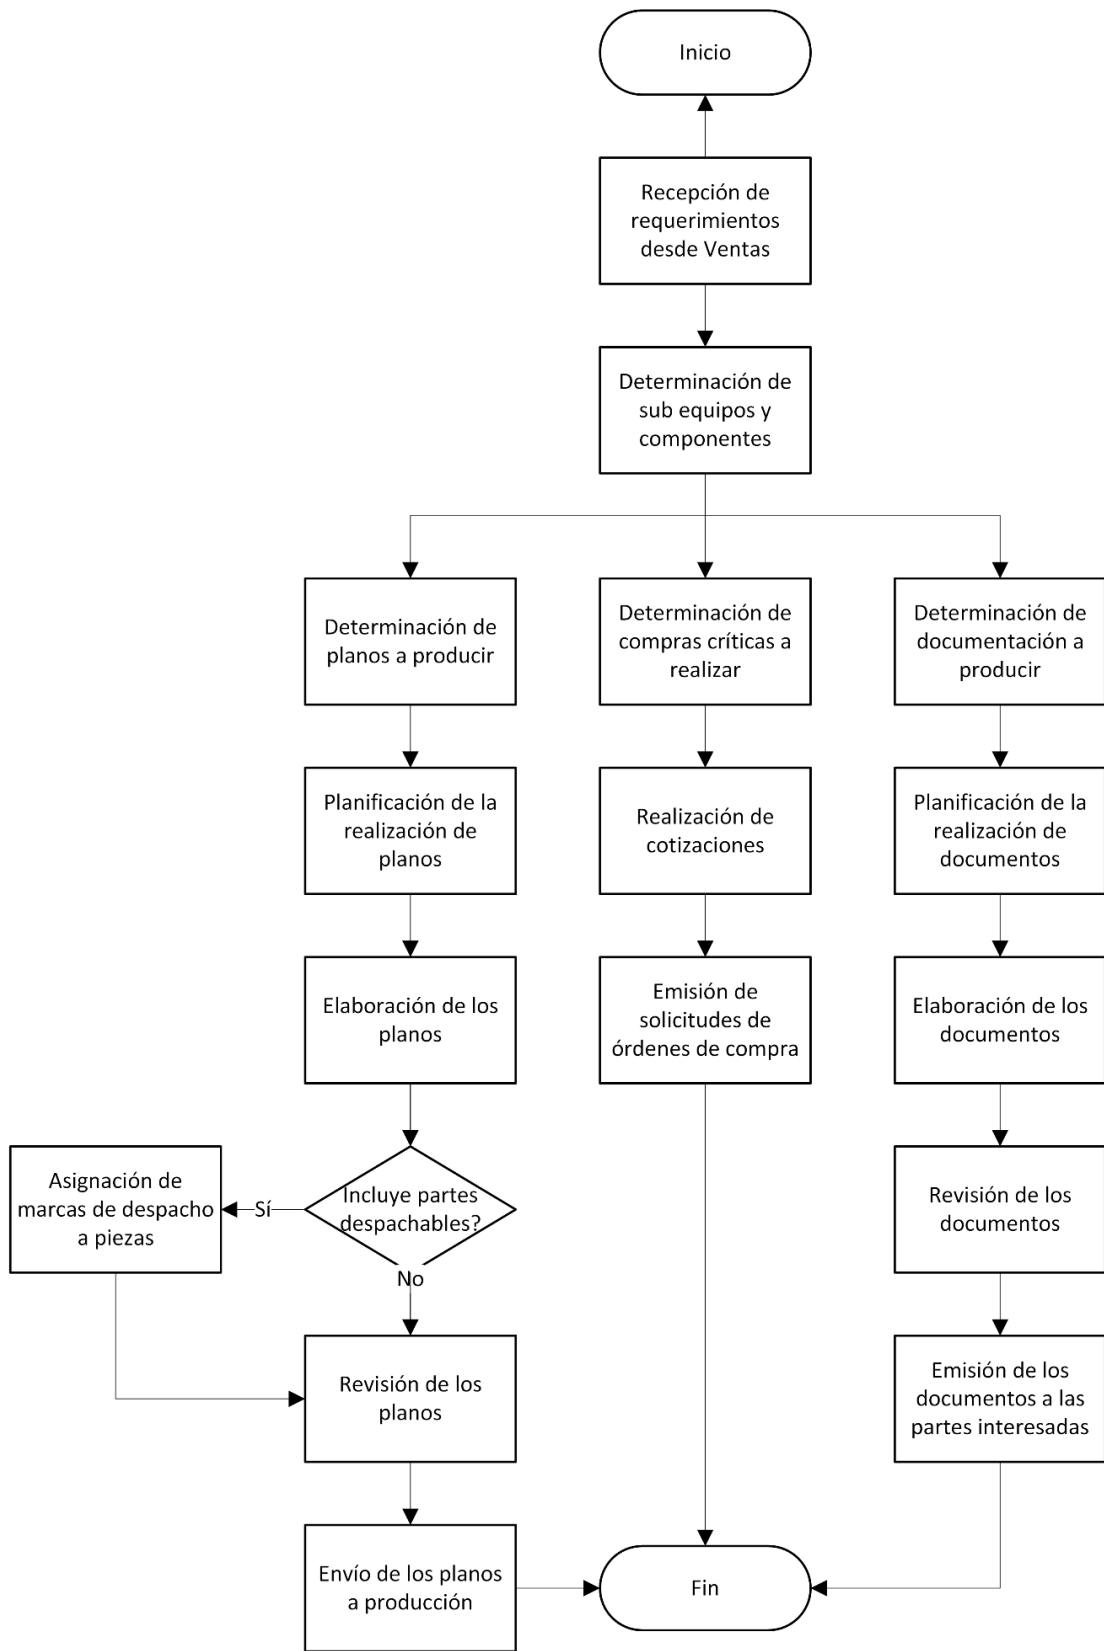 Inicio
Recepción de
requerimientos
desde Ventas
Determinación de
sub equipos y
componentes
Determinación de
planos a producir
Determinación de
compras críticas a
realizar
Determinación de
documentación a
producir
Planificación de la
realización de
planos
Realización de
cotizaciones
Planificación de la
realización de
documentos
Elaboración de los
planos
Emisión de
solicitudes de
órdenes de compra
Elaboración de los
documentos
Asignación de
marcas de despacho
a piezas
Sí
Incluye partes
despachables?
No
Revisión de los
documentos
Revisión de los
planos
Emisión de los
documentos a las
partes interesadas
Envío de los planos
a producción
Fin